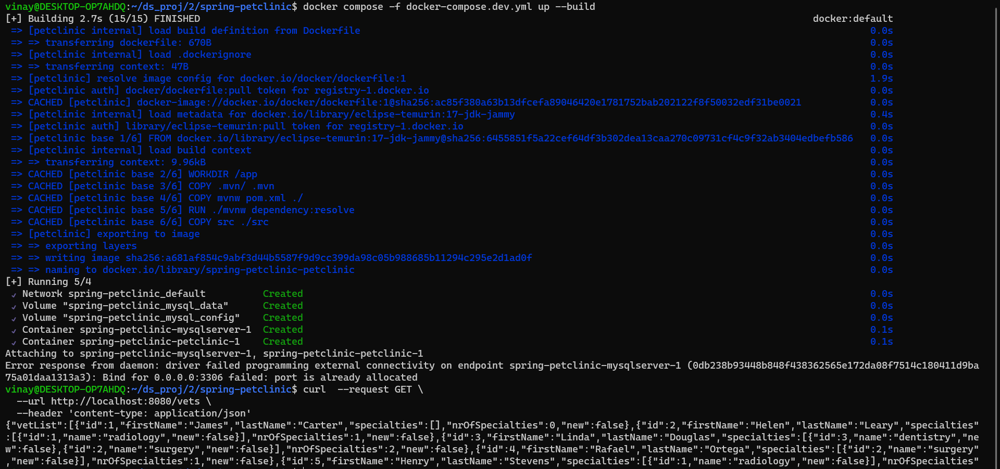 vinay@DESKTOP-OP7AHDQ:~/ds_proj/2/spring-petclinic$ docker compose -f docker-compose.dev.yml up --build
[+] Building 2.7s (15/15) FINISHED docker:default
=> [petclinic internal] load build definition from Dockerfile 0.0s
=> => transferring dockerfile: 670B 0.0s
=> [petclinic internal] load .dockerignore 0.0s
=> => transferring context: 47B 0.0s
=> [petclinic] resolve image config for docker.io/docker/dockerfile:1 1.9s
=> [petclinic auth] docker/dockerfile:pull token for registry-1.docker.io 0.0s
=> CACHED [petclinic] docker-image://docker.io/docker/dockerfile:1@sha256:ac85f380a63b13dfcefa89046420e1781752bab202122f8f50032edf31be0021 0.0s
=> [petclinic internal] load metadata for docker.io/library/eclipse-temurin:17-jdk-jammy 0.4s
=> [petclinic auth] library/eclipse-temurin:pull token for registry-1.docker.io 0.0s
=> [petclinic base 1/6] FROM docker.io/library/eclipse-temurin:17-jdk-jammy@sha256:6455851f5a22cef64df3b302dea13caa270c09731cf4c9f32ab3404edbefb586 0.0s
=> [petclinic internal] load build context 0.0s
=> => transferring context: 9.96kB 0.0s
=> CACHED [petclinic base 2/6] WORKDIR /app 0.0s
=> CACHED [petclinic base 3/6] COPY .mvn/ .mvn 0.0s
=> CACHED [petclinic base 4/6] COPY mvnw pom.xml ./ 0.0s
=> CACHED [petclinic base 5/6] RUN ./mvnw dependency:resolve 0.0s
=> CACHED [petclinic base 6/6] COPY src ./src 0.0s
=> [petclinic] exporting to image 0.0s
=> => exporting layers 0.0s
=> => writing image sha256:a681af854c9abf3d44b5587f9d9cc399da98c05b988685b11294c295e2d1ad0f 0.0s
=> => naming to docker.io/library/spring-petclinic-petclinic 0.0s
[+] Running 5/4
✓ Network spring-petclinic_default Created 0.0s
✓ Volume "spring-petclinic_mysql_data" Created 0.0s
✓ Volume "spring-petclinic_mysql_config" Created 0.0s
✓ Container spring-petclinic-mysqlserver-1 Created 0.1s
✓ Container spring-petclinic-petclinic-1 Created 0.1s
Attaching to spring-petclinic-mysqlserver-1, spring-petclinic-petclinic-1
Error response from daemon: driver failed programming external connectivity on endpoint spring-petclinic-mysqlserver-1 (0db238b93448b848f438362565e172da08f7514c180411d9ba
75a01daa1313a3): Bind for 0.0.0.0:3306 failed: port is already allocated
vinay@DESKTOP-OP7AHDQ:~/ds_proj/2/spring-petclinic$ curl  --request GET \
  --url http://localhost:8080/vets \
  --header 'content-type: application/json'
{"vetList":[{"id":1,"firstName":"James","lastName":"Carter","specialties":[],"nrOfSpecialties":0,"new":false},{"id":2,"firstName":"Helen","lastName":"Leary","specialties"
:[{"id":1,"name":"radiology","new":false}],"nrOfSpecialties":1,"new":false},{"id":3,"firstName":"Linda","lastName":"Douglas","specialties":[{"id":3,"name":"dentistry","ne
w":false},{"id":2,"name":"surgery","new":false}],"nrOfSpecialties":2,"new":false},{"id":4,"firstName":"Rafael","lastName":"Ortega","specialties":[{"id":2,"name":"surgery"
,"new":false}],"nrOfSpecialties":1,"new":false},{"id":5,"firstName":"Henry","lastName":"Stevens","specialties":[{"id":1,"name":"radiology","new":false}],"nrOfSpecialties"